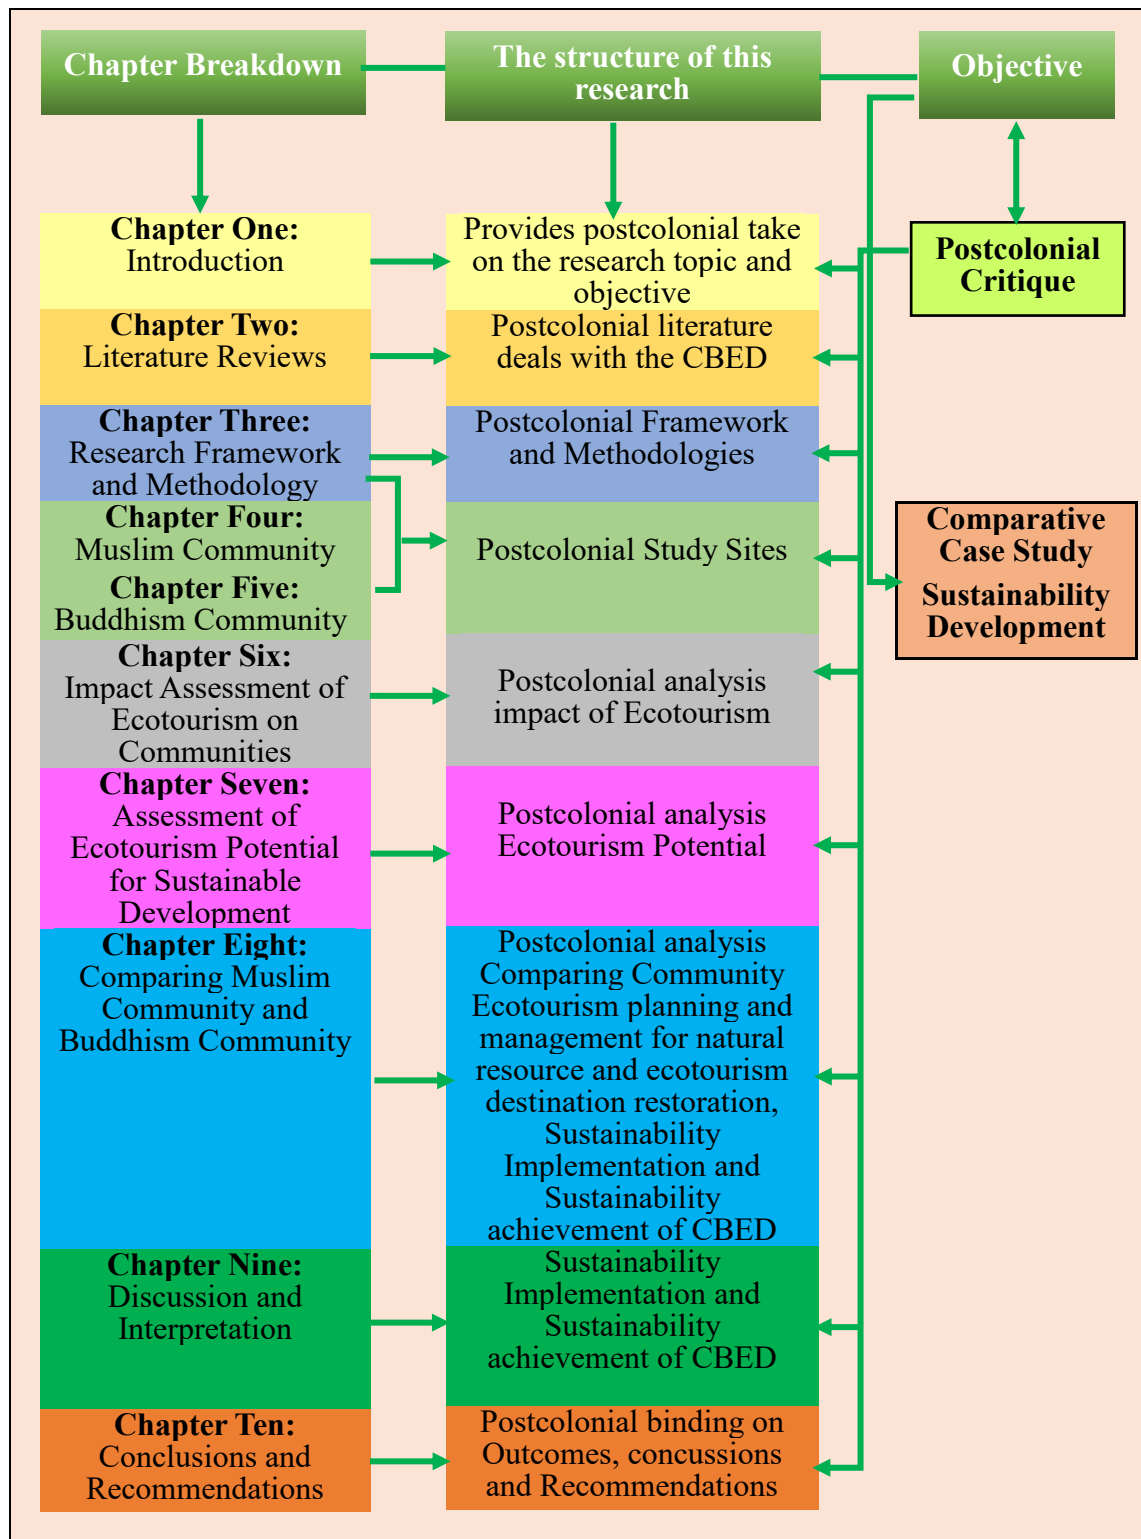 Chapter Breakdown
The structure of this
research
Objective
Chapter One:
Introduction
Provides postcolonial take
on the research topic and
objective
Postcolonial
Critique
Chapter Two:
Literature Reviews
Postcolonial literature
deals with the CBED
Chapter Three:
Research Framework
and Methodology
Postcolonial Framework
and Methodologies
Chapter Four:
Muslim Community
Chapter Five:
Buddhism Community
Postcolonial Study Sites
Comparative
Case Study
Sustainability
Development
Chapter Six:
Impact Assessment of
Ecotourism on
Communities
Postcolonial analysis
impact of Ecotourism
Chapter Seven:
Assessment of
Ecotourism Potential
for Sustainable
Development
Postcolonial analysis
Ecotourism Potential
Chapter Eight:
Comparing Muslim
Community and
Buddhism Community
Postcolonial analysis
Comparing Community
Ecotourism planning and
management for natural
resource and ecotourism
destination restoration,
Sustainability
Implementation and
Sustainability
achievement of CBED
Chapter Nine:
Discussion and
Interpretation
Sustainability
Implementation and
Sustainability
achievement of CBED
Chapter Ten:
Conclusions and
Recommendations
Postcolonial binding on
Outcomes, concussions
and Recommendations